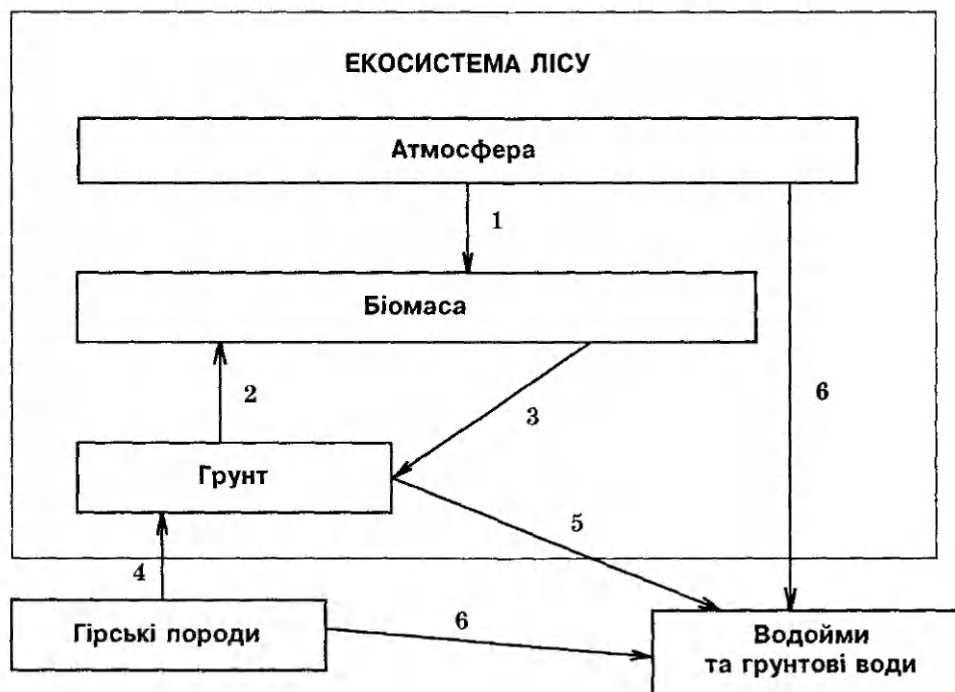 ЕКОСИСТЕМА ЛІСУ
Атмосфера
1
Біомаса
2
3
6
Грунт
5
4
Гірські породи
6
Водойми
та грунтові води